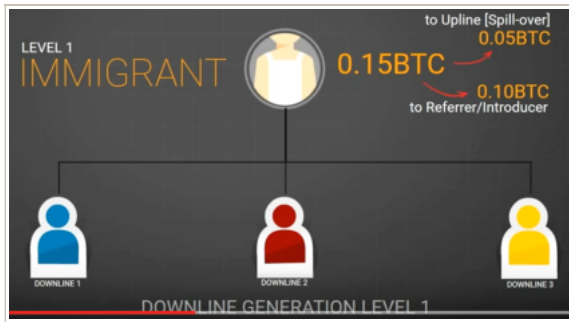 to Upline [Spill-over]
0.05BTC
LEVEL 1
IMMIGRANT
0.15BTC
0.10BTC
to Referrer/Introducer
DOWNLINE 1
DOWNLINE 2
DOWNLINE 3
DOWNLINE GENERATION LEVEL 1